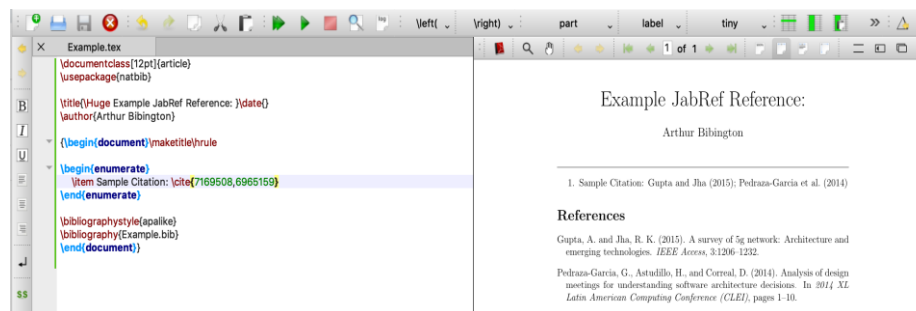 \left( \right) part label tiny »
Example.tex
1 of 1
\documentclass[12pt]{article}
\usepackage{natbib}
\title{\Huge Example JabRef Reference: }\date{}
\author{Arthur Bibington}
{\begin{document}\maketitle\hrule
\begin{enumerate}
\item Sample Citation: \cite{7169508,6965159}
\end{enumerate}
\bibliographystyle{apalike}
\bibliography{Example.bib}
\end{document}}
B
I
U
$$
Example JabRef Reference:
Arthur Bibington
1. Sample Citation: Gupta and Jha (2015); Pedraza-Garcia et al. (2014)
References
Gupta, A. and Jha, R. K. (2015). A survey of 5g network: Architecture and
emerging technologies. IEEE Access, 3:1206–1232.
Pedraza-Garcia, G., Astudillo, H., and Correal, D. (2014). Analysis of design
meetings for understanding software architecture decisions. In 2014 XL
Latin American Computing Conference (CLEI), pages 1–10.